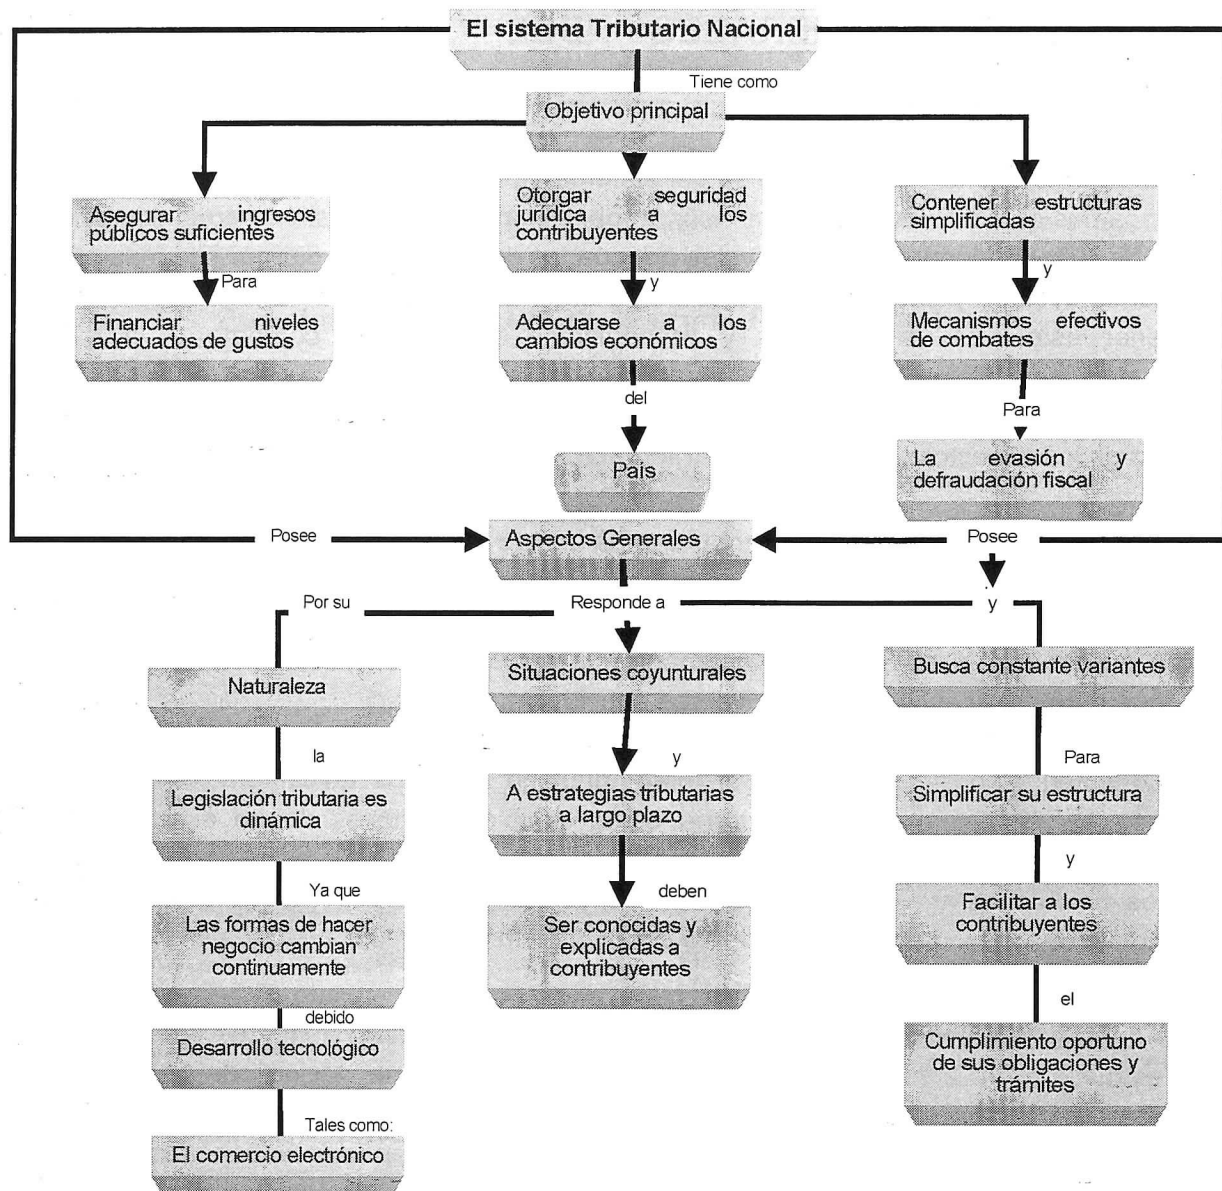 El sistema Tributario Nacional
Tiene como
Objetivo principal
Asegurar ingresos
públicos suficientes
Para
Financiar niveles
adecuados de gustos
Otorgar seguridad
jurídica a los
contribuyentes
y
Adecuarse a los
cambios económicos
del
País
Contener estructuras
simplificadas
y
Mecanismos efectivos
de combates
Para
La evasión y
defraudación fiscal
Posee
Aspectos Generales
Posee
Por su
Responde a
y
Naturaleza
la
Legislación tributaria es
dinámica
Ya que
Las formas de hacer
negocio cambian
continuamente
debido
Desarrollo tecnológico
Tales como:
El comercio electrónico
Situaciones coyunturales
y
A estrategias tributarias
a largo plazo
deben
Ser conocidas y
explicadas a
contribuyentes
Busca constante variantes
Para
Simplificar su estructura
y
Facilitar a los
contribuyentes
el
Cumplimiento oportuno
de sus obligaciones y
trámites